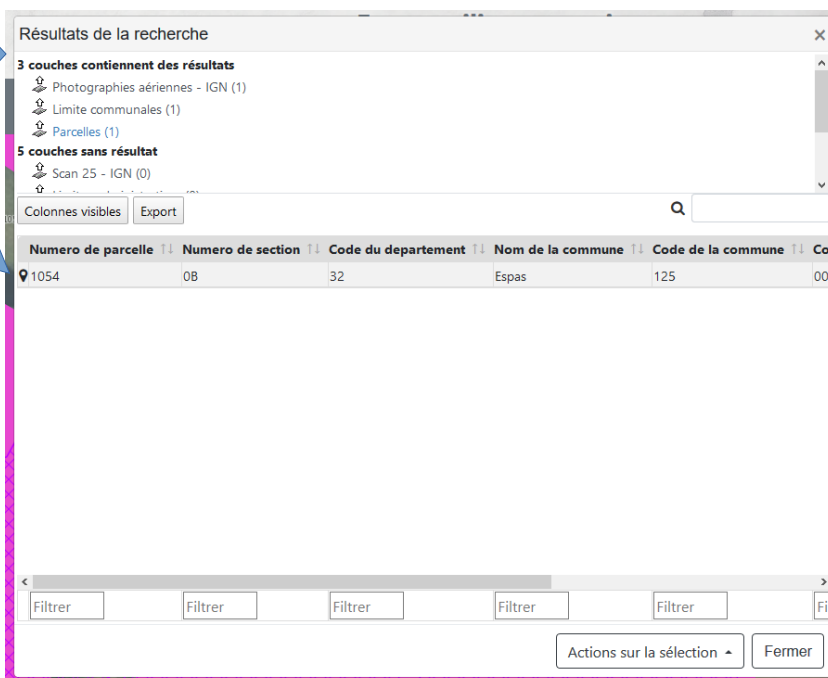 Résultats de la recherche ×
3 couches contiennent des résultats
Photographies aériennes - IGN (1)
Limite communales (1)
Parcelles (1)
5 couches sans résultat
Scan 25 - IGN (0)
Colonnes visibles Export
Numero de parcelle Numero de section Code du departement Nom de la commune Code de la commune Co
1054 0B 32 Espas 125 00
Filtrer Filtrer Filtrer Filtrer Filtrer Fi
Actions sur la sélection Fermer